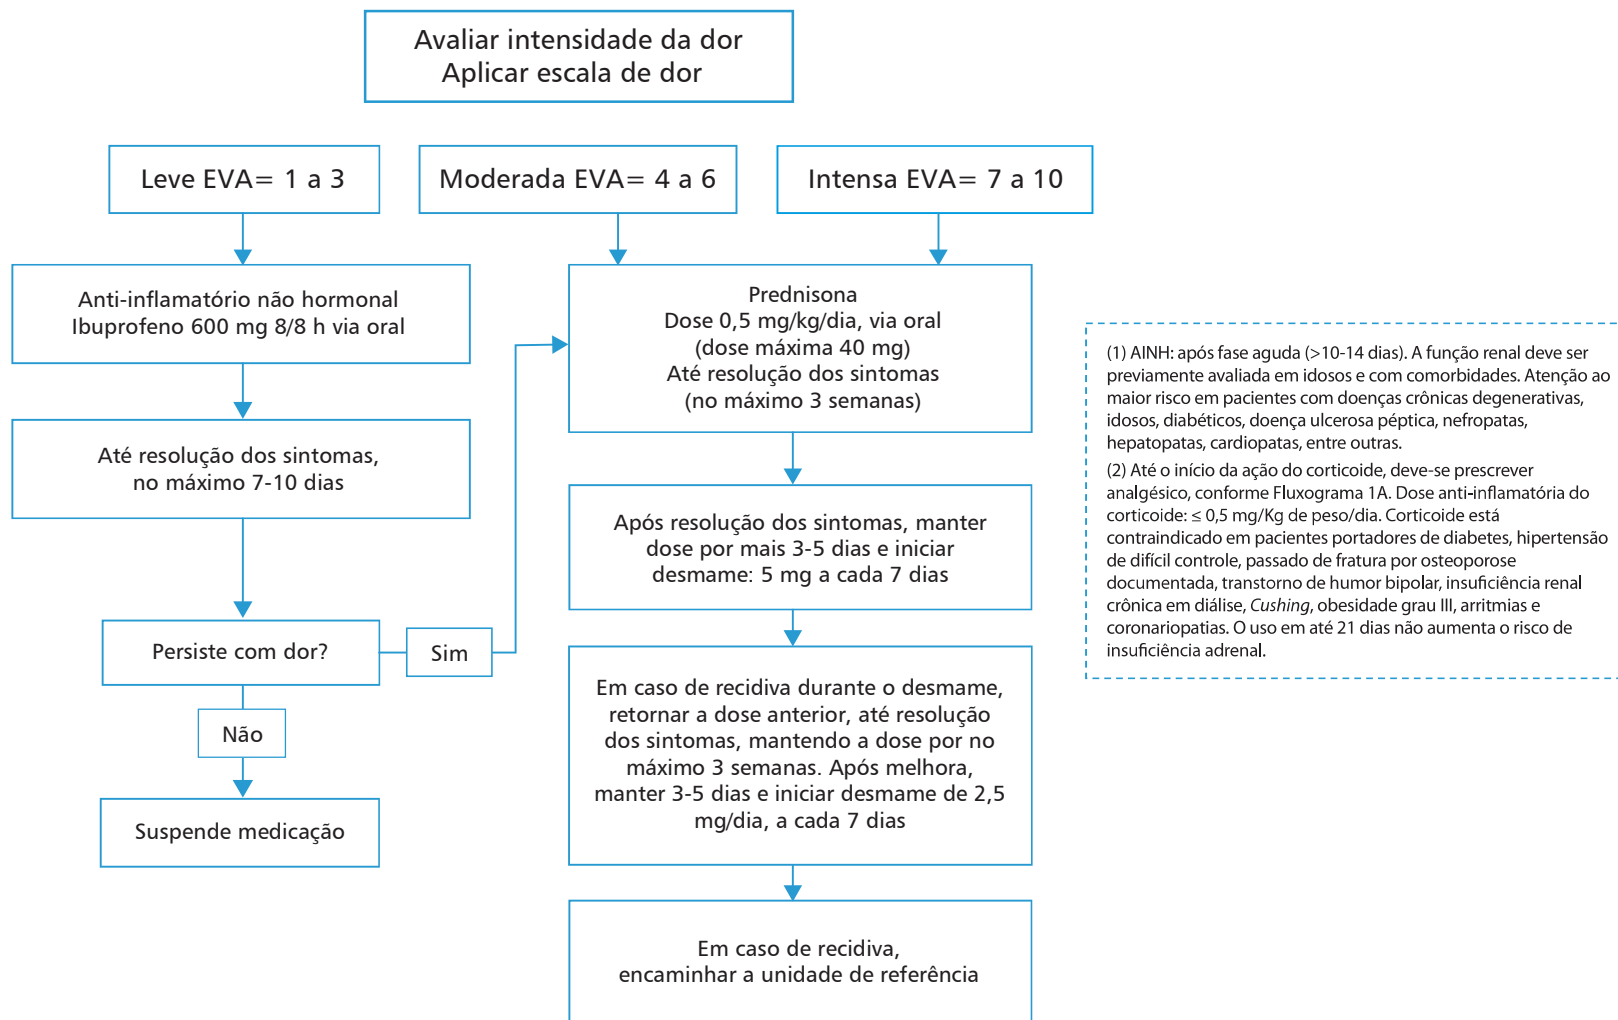 Avaliar intensidade da dor
Aplicar escala de dor
Leve EVA= 1 a 3
Moderada EVA= 4 a 6
Intensa EVA= 7 a 10
Anti-inflamatório não hormonal
Ibuprofeno 600 mg 8/8 h via oral
Até resolução dos sintomas,
no máximo 7-10 dias
Persiste com dor?
Sim
Não
Suspende medicação
Prednisona
Dose 0,5 mg/kg/dia, via oral
(dose máxima 40 mg)
Até resolução dos sintomas
(no máximo 3 semanas)
Após resolução dos sintomas, manter
dose por mais 3-5 dias e iniciar
desmame: 5 mg a cada 7 dias
Em caso de recidiva durante o desmame,
retornar a dose anterior, até resolução
dos sintomas, mantendo a dose por no
máximo 3 semanas. Após melhora,
manter 3-5 dias e iniciar desmame de 2,5
mg/dia, a cada 7 dias
Em caso de recidiva,
encaminhar a unidade de referência
(1) AINH: após fase aguda (>10-14 dias). A função renal deve ser
previamente avaliada em idosos e com comorbidades. Atenção ao
maior risco em pacientes com doenças crônicas degenerativas,
idosos, diabéticos, doença ulcerosa péptica, nefropatas,
hepatopatas, cardiopatas, entre outras.
(2) Até o início da ação do corticoide, deve-se prescrever
analgésico, conforme Fluxograma 1A. Dose anti-inflamatória do
corticoide: ≤ 0,5 mg/Kg de peso/dia. Corticoide está
contraindicado em pacientes portadores de diabetes, hipertensão
de difícil controle, passado de fratura por osteoporose
documentada, transtorno de humor bipolar, insuficiência renal
crônica em diálise, Cushing, obesidade grau III, arritmias e
coronariopatias. O uso em até 21 dias não aumenta o risco de
insuficiência adrenal.